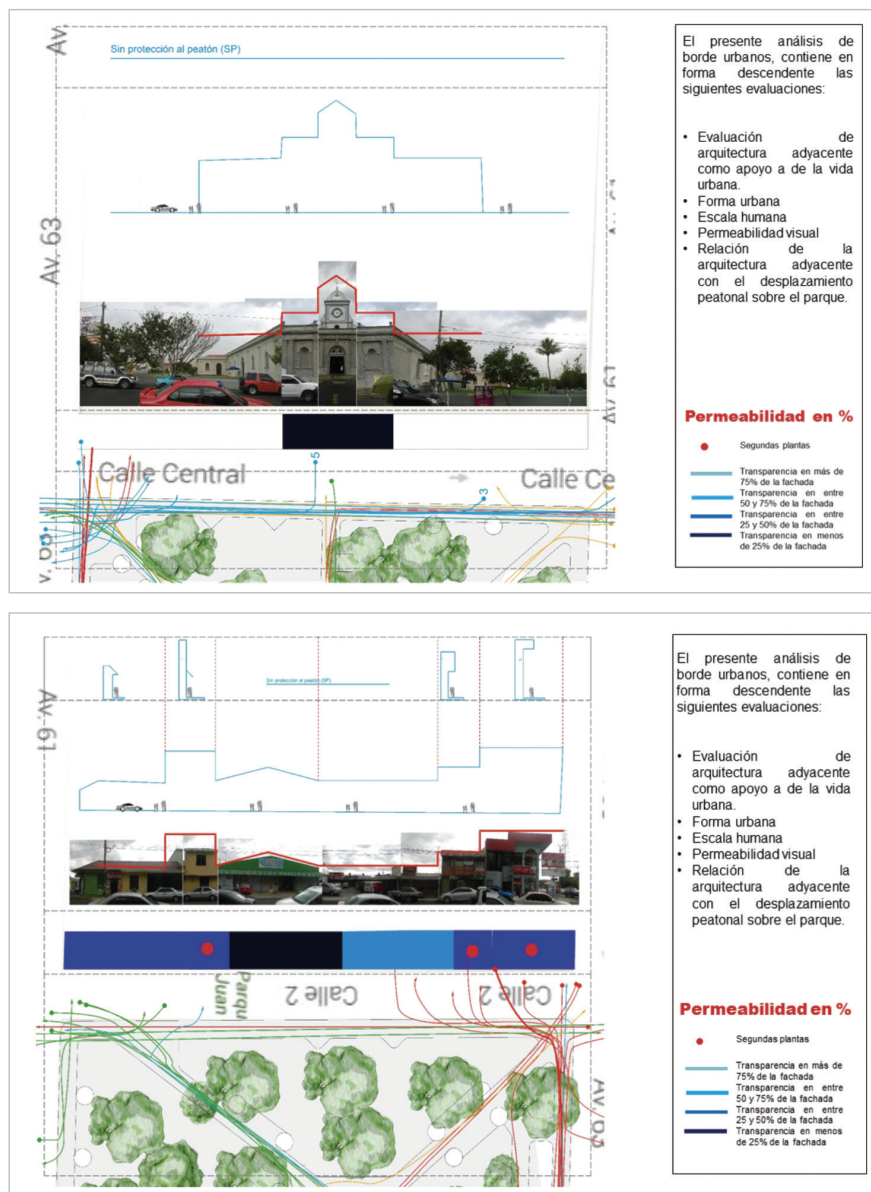 Av.
Sin protección al peatón (SP)
Av. 63
Av. 61
E
5
3
Calle Central
Calle Ce
El presente análisis de
borde urbanos, contiene en
forma descendente las
siguientes evaluaciones:
• Evaluación de
arquitectura adyacente
como apoyo a de la vida
urbana.
• Forma urbana
• Escala humana
• Permeabilidad visual
• Relación de la
arquitectura adyacente
con el desplazamiento
peatonal sobre el parque.
Permeabilidad en %
Segundas plantas
Transparencia en más de
75% de la fachada
Transparencia en entre
50 y 75% de la fachada
Transparencia en entre
25 y 50% de la fachada
Transparencia en menos
de 25% de la fachada
Av. 61
Sin protección al peatón (SP)
Parqu
Juan
Calle 2
Calle 2
Av. 63
El presente análisis de
borde urbanos, contiene en
forma descendente las
siguientes evaluaciones:
• Evaluación de
arquitectura adyacente
como apoyo a de la vida
urbana.
• Forma urbana
• Escala humana
• Permeabilidad visual
• Relación de la
arquitectura adyacente
con el desplazamiento
peatonal sobre el parque.
Permeabilidad en %
Segundas plantas
Transparencia en más de
75% de la fachada
Transparencia en entre
50 y 75% de la fachada
Transparencia en entre
25 y 50% de la fachada
Transparencia en menos
de 25% de la fachada